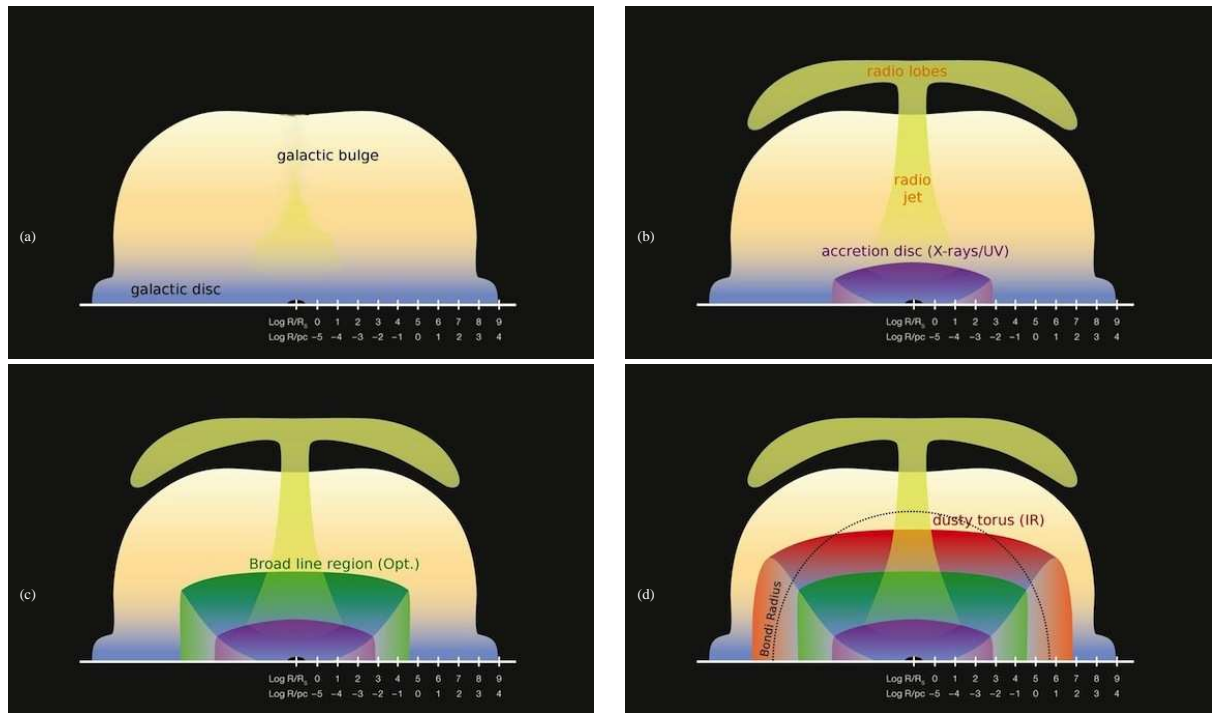 galactic bulge
(a)
galactic disc
Log R/Rs 0 1 2 3 4 5 6 7 8 9
Log R/pc −5 −4 −3 −2 −1 0 1 2 3 4
radio lobes
radio
jet
(b)
accretion disc (X-rays/UV)
Log R/Rs 0 1 2 3 4 5 6 7 8 9
Log R/pc −5 −4 −3 −2 −1 0 1 2 3 4
Broad line region (Opt.)
(c)
Log R/Rs 0 1 2 3 4 5 6 7 8 9
Log R/pc −5 −4 −3 −2 −1 0 1 2 3 4
dusty torus (IR)
(d)
Bondi Radius
Log R/Rs 0 1 2 3 4 5 6 7 8 9
Log R/pc −5 −4 −3 −2 −1 0 1 2 3 4